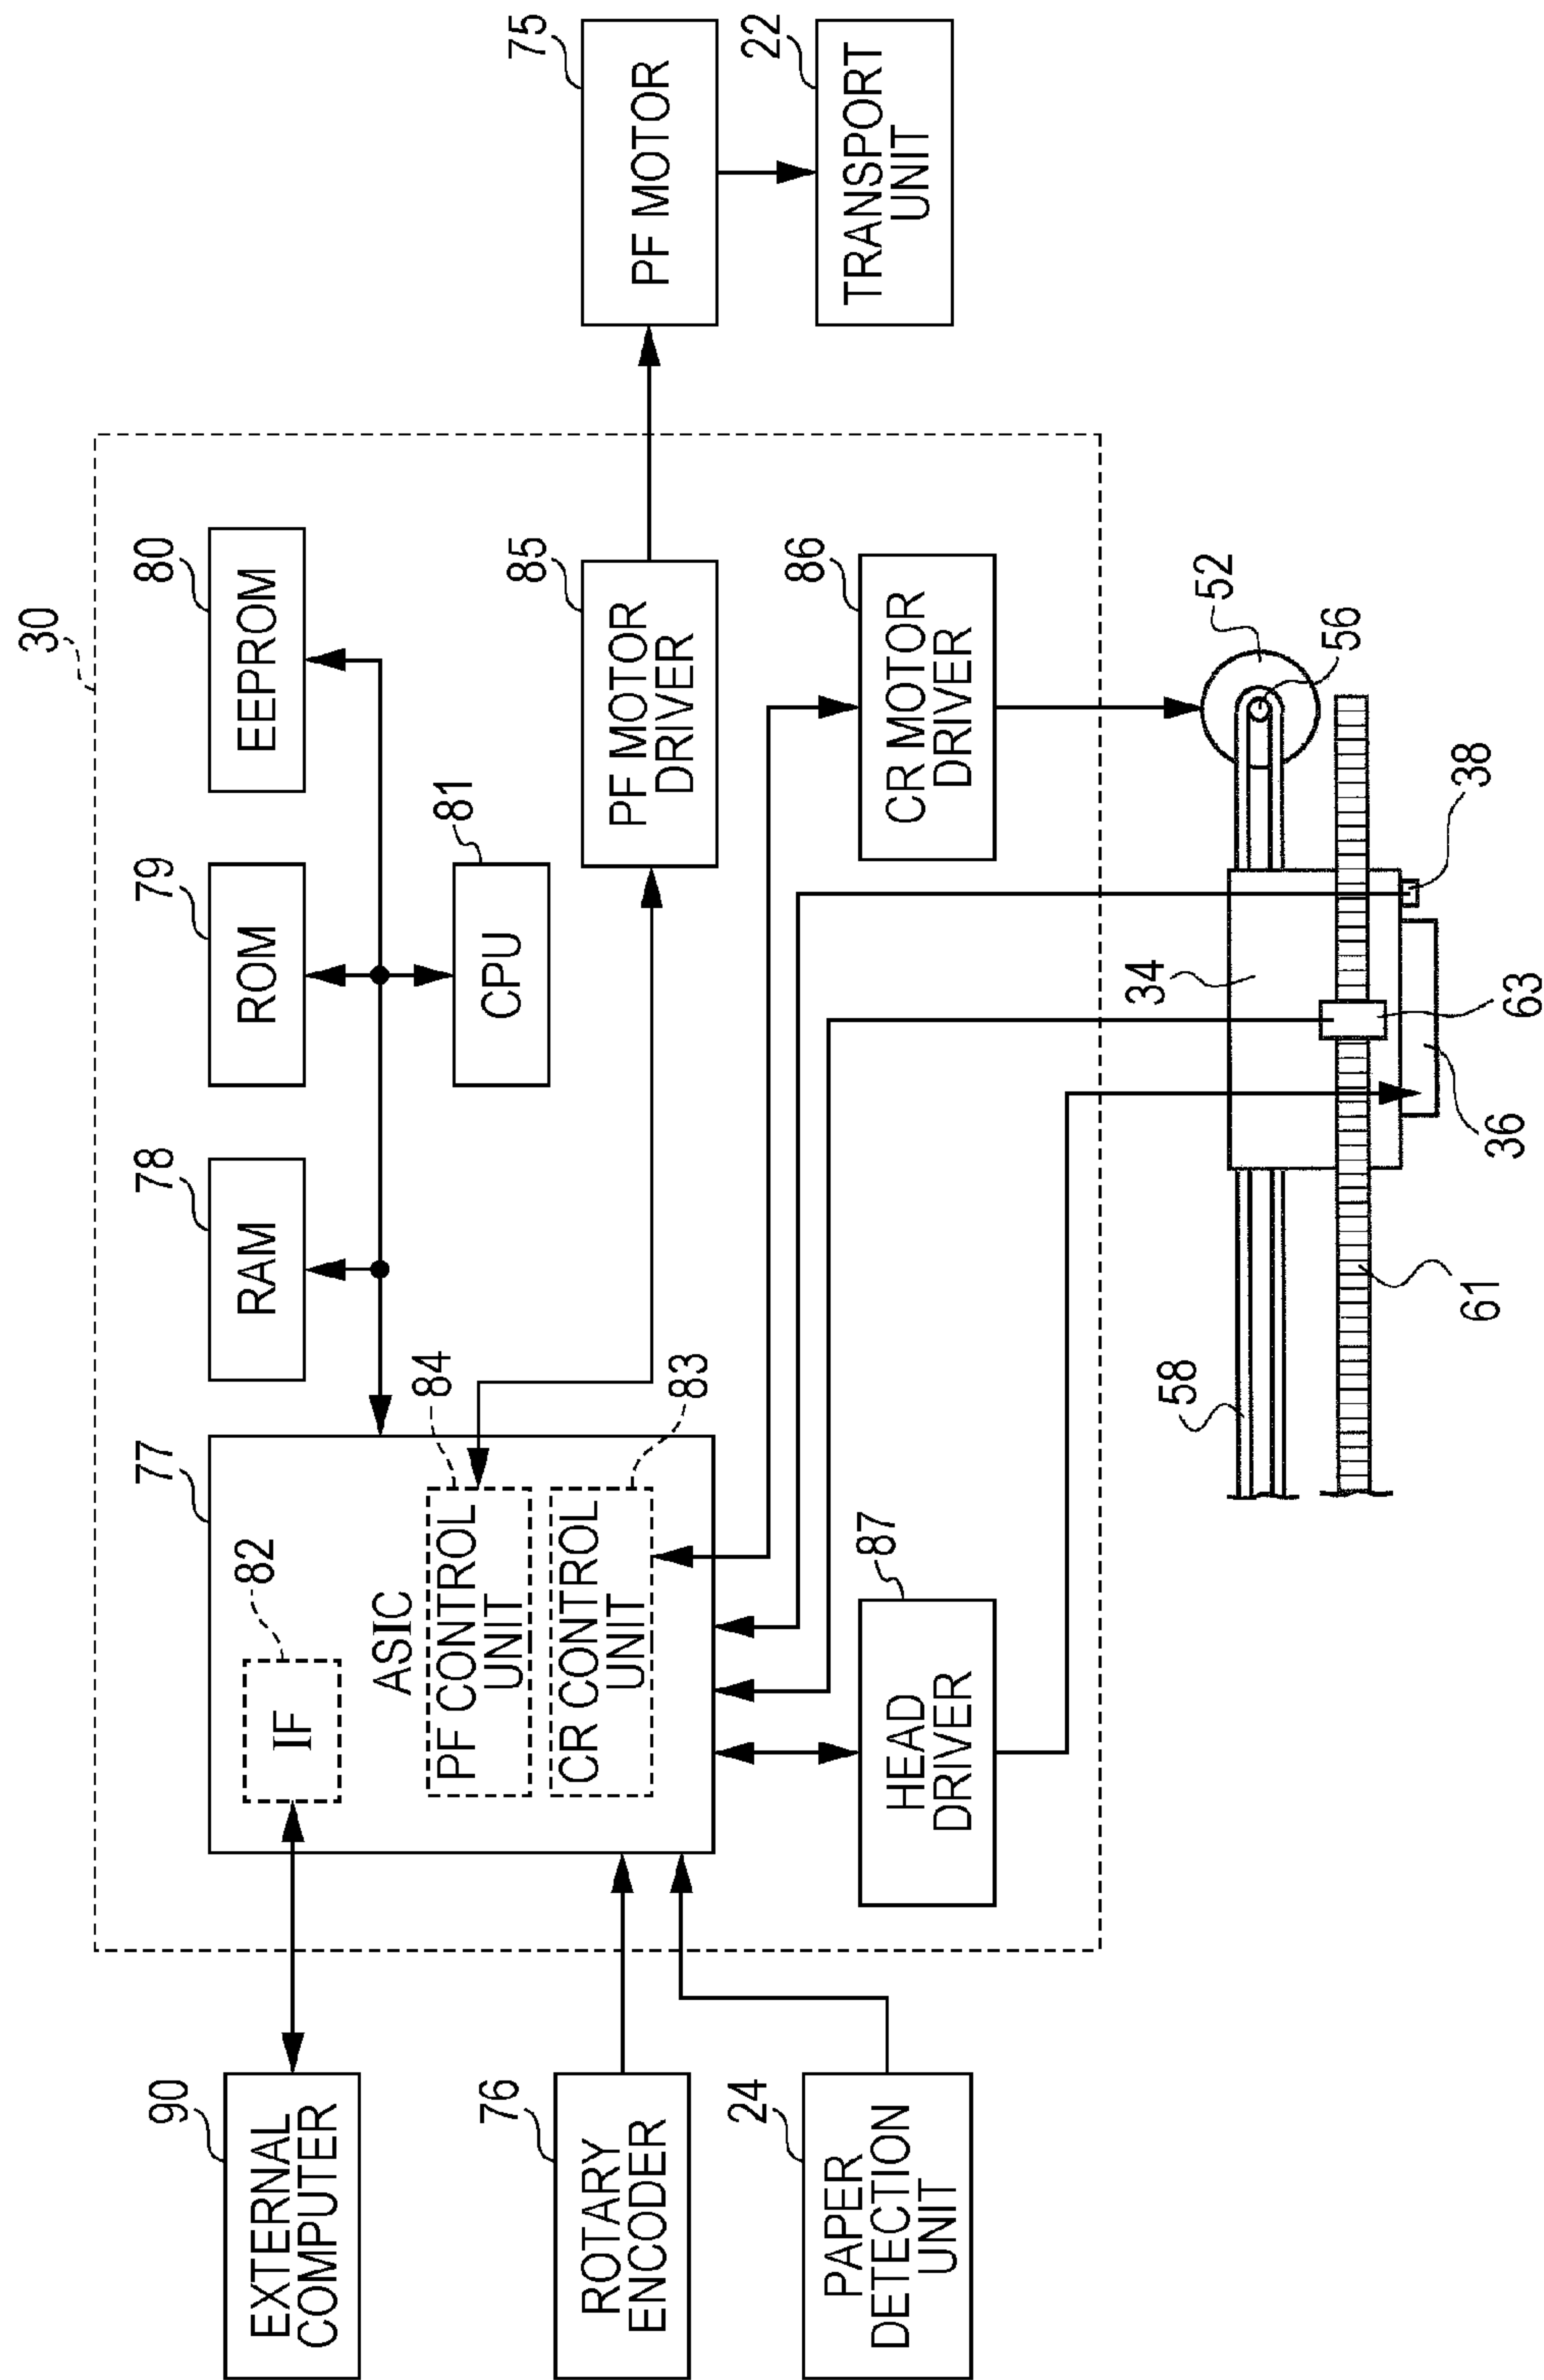 30
77
78
79
80
RAM
ROM
EEPROM
81
CPU
90
EXTERNAL
COMPUTER
82
IF
ASIC
84
PF CONTROL
UNIT
83
CR CONTROL
UNIT
85
PF MOTOR
DRIVER
75
PF MOTOR
76
ROTARY
ENCODER
24
PAPER
DETECTION
UNIT
87
HEAD
DRIVER
86
CR MOTOR
DRIVER
22
TRANSPORT
UNIT
58
34
52
56
61
36
63
38